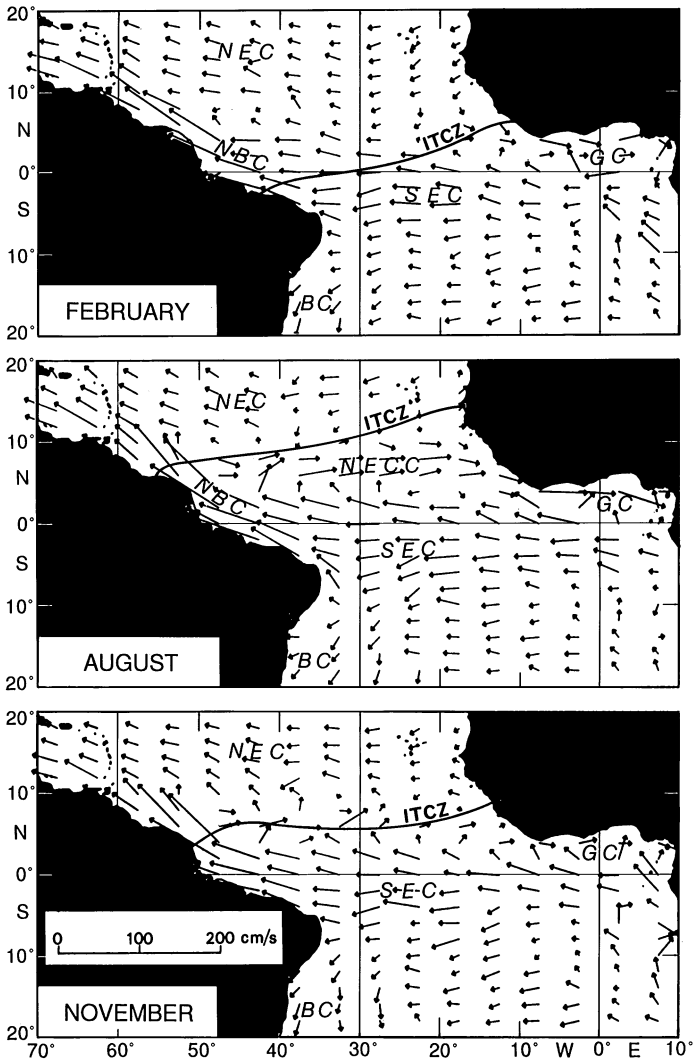 20°
NEC
10°
ITCZ
N
NBC
GC
0°
SEC
S
10°
BC
FEBRUARY
20°
20°
NEC
ITCZ
10°
NECC
N
NBC
GC
0°
SEC
S
10°
AUGUST
BC
20°
20°
NEC
10°
ITCZ
N
GC
0°
SEC
S
0 100 200 cm/s
10°
NOVEMBER
BC
20°
70° 60° 50° 40° 30° 20° 10° W 0° E 10°